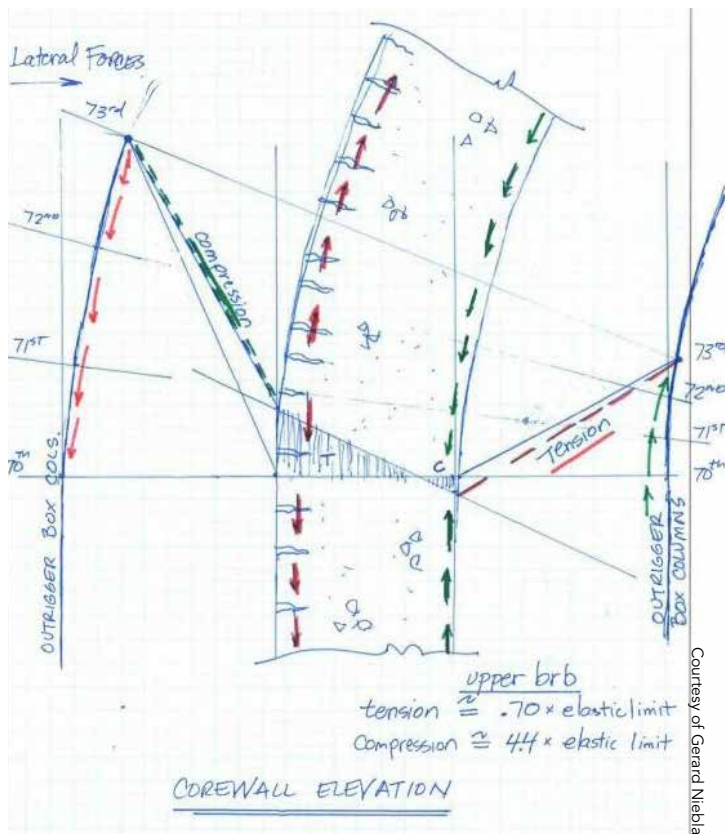 Lateral Forces
73rd
72ND
71ST
70th
OUTRIGGER BOX COLS.
compression
T
C
Tension
73rd
72ND
71ST
70th
OUTRIGGER
BOX COLUMNS
upper brb
tension ≅ .70 × elastic limit
Compression ≅ 4.4 × elastic limit
COREWALL ELEVATION
Courtesy of Gerard Niebla